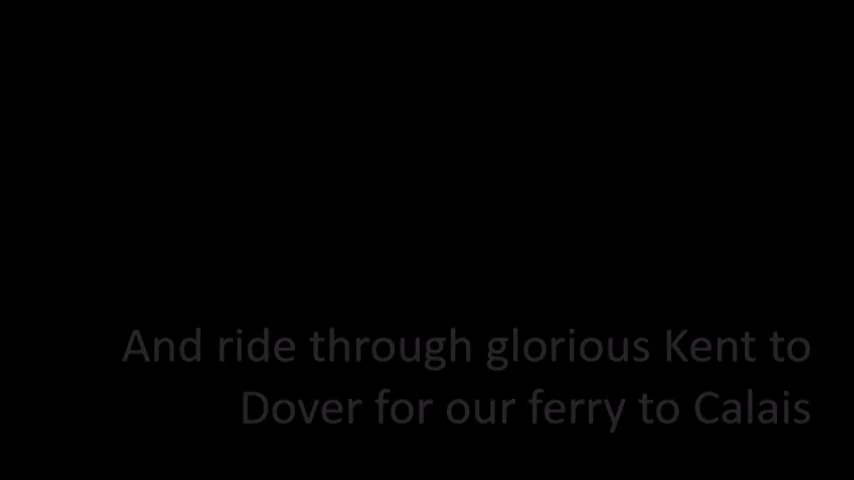 And ride through glorious Kent to
Dover for our ferry to Calais